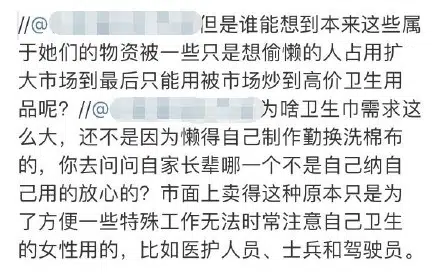 //@但是谁能想到本来这些属
于她们的物资被一些只是想偷懒的人占用扩
大市场到最后只能用被市场炒到高价卫生用
品呢？//@为啥卫生巾需求这
么大，还不是因为懒得自己制作勤换洗棉布
的，你去问问自家长辈哪一个不是自己纳自
己用的放心的？市面上卖得这种原本只是为
了方便一些特殊工作无法时常注意自己卫生
的女性用的，比如医护人员、士兵和驾驶员。